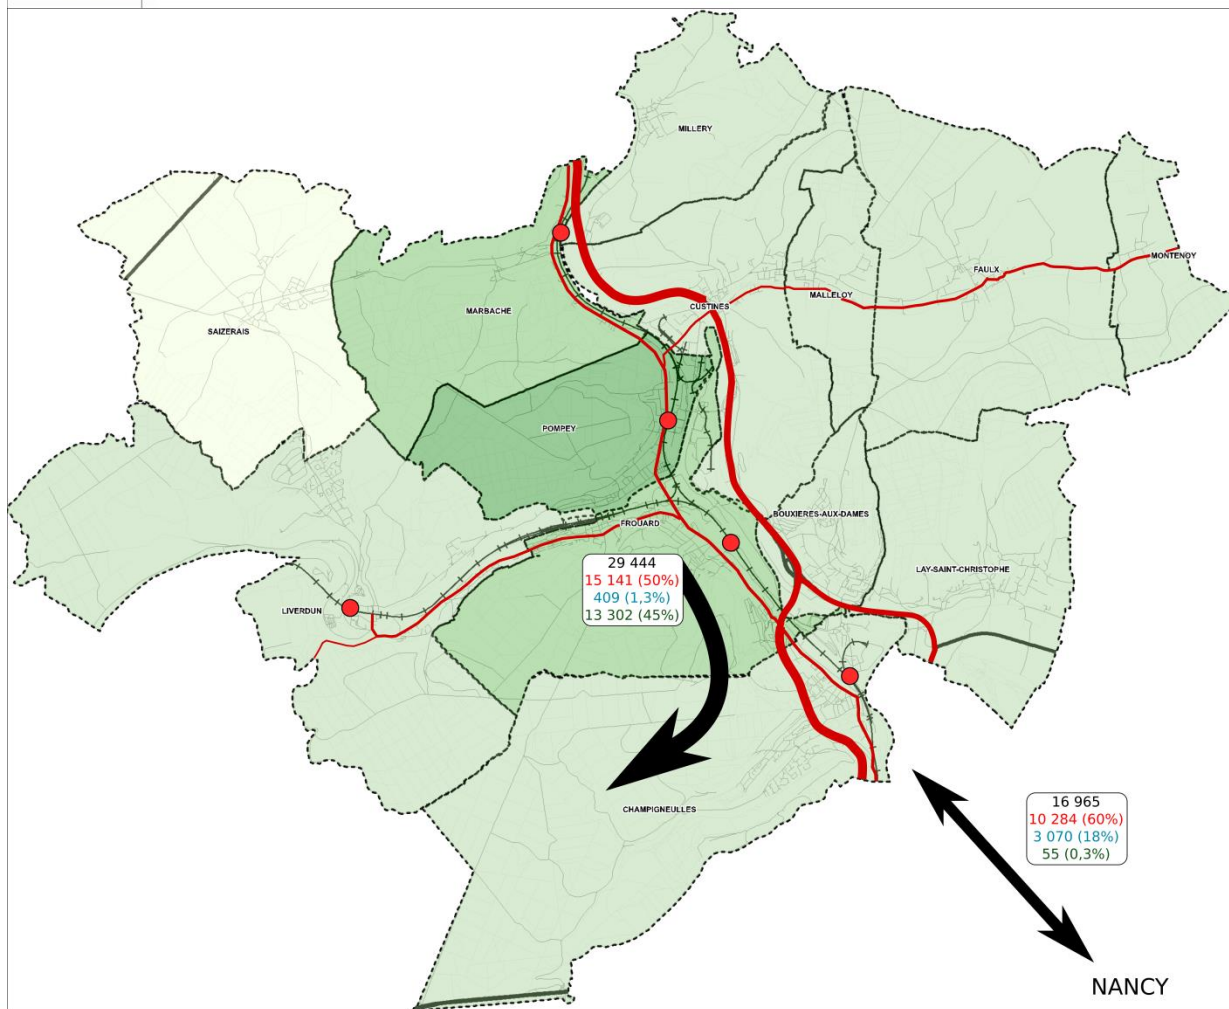 MILLERY
MONTENOY
FAULX
MALLELOY
CUSTINES
MARBACHE
SAIZERAIS
POMPEY
BOUXIERES-AUX-DAMES
FROUARD
29 444
15 141 (50%)
409 (1,3%)
13 302 (45%)
LAY-SAINT-CHRISTOPHE
LIVERDUN
CHAMPIGNEULLES
16 965
10 284 (60%)
3 070 (18%)
55 (0,3%)
NANCY